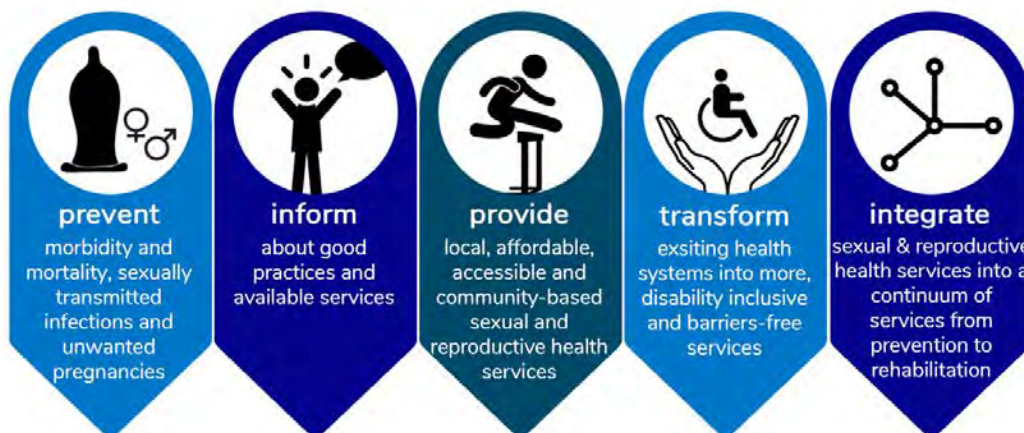 prevent
morbidity and
mortality, sexually
transmitted
infections and
unwanted
pregnancies
inform
about good
practices and
available services
provide
local, affordable,
accessible and
community-based
sexual and
reproductive health
services
transform
exsiting health
systems into more,
disability inclusive
and barriers-free
services
integrate
sexual & reproductive
health services into a
continuum of
services from
prevention to
rehabilitation